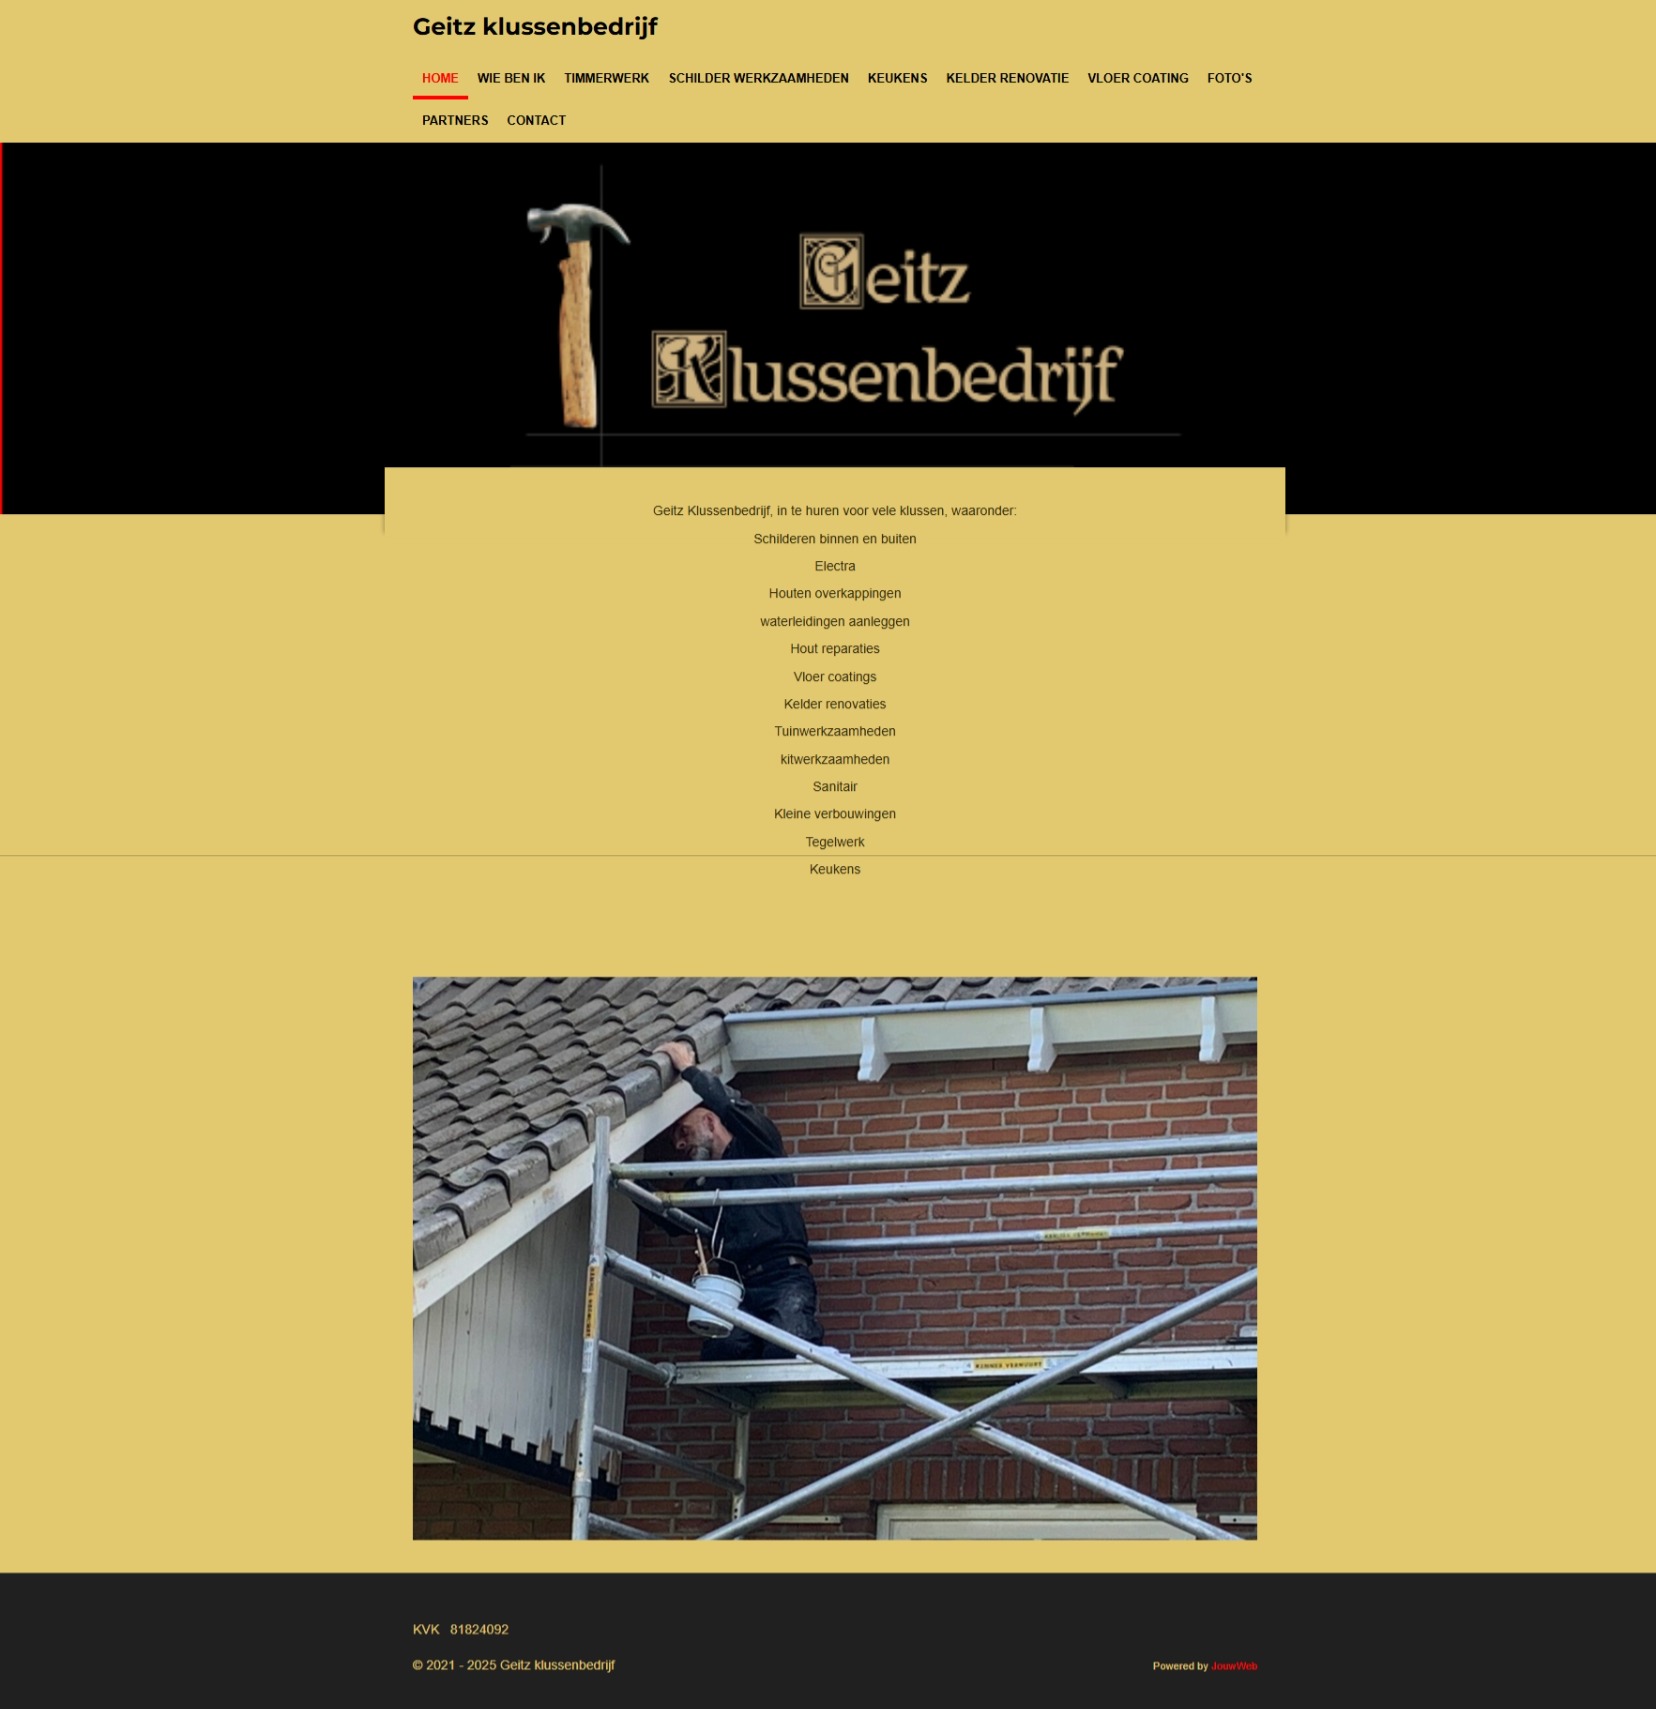 Geitz klussenbedrijf
HOME WIE BEN IK TIMMERWERK SCHILDER WERKZAAMHEDEN KEUKENS KELDER RENOVATIE VLOER COATING FOTO'S
PARTNERS CONTACT
Geitz
Klussenbedrijf
Geitz Klussenbedrijf, in te huren voor vele klussen, waaronder:
Schilderen binnen en buiten
Electra
Houten overkappingen
waterleidingen aanleggen
Hout reparaties
Vloer coatings
Kelder renovaties
Tuinwerkzaamheden
kitwerkzaamheden
Sanitair
Kleine verbouwingen
Tegelwerk
Keukens
KVK 81824092
© 2021 - 2025 Geitz klussenbedrijf
Powered by JouwWeb